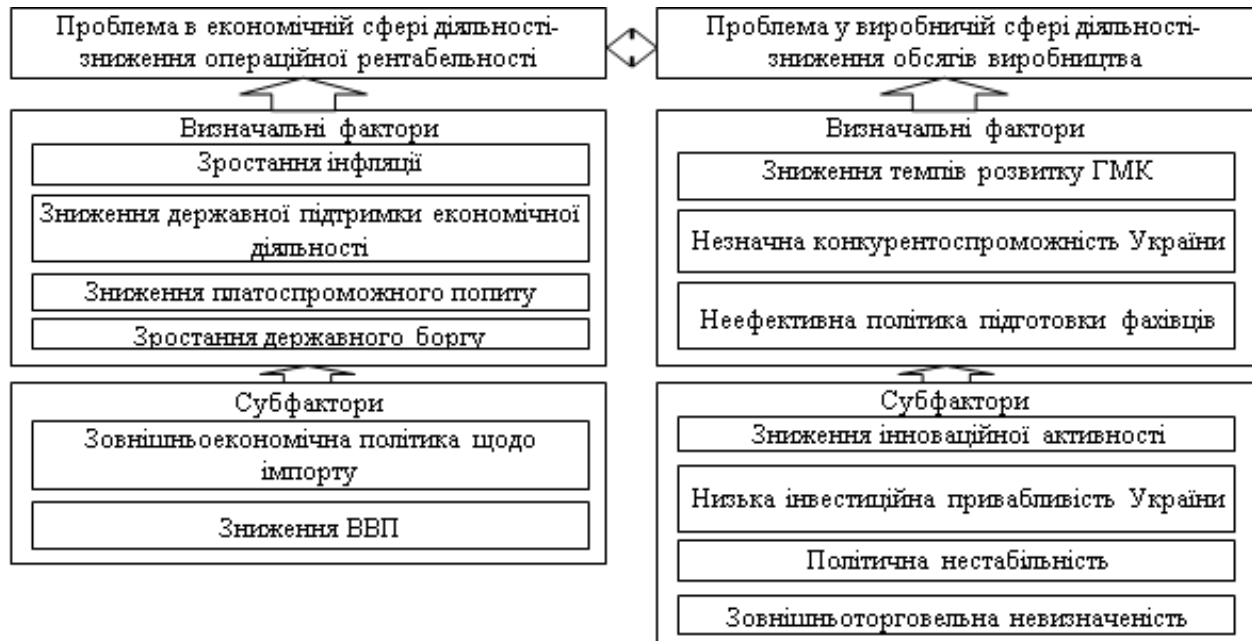 Проблема в економічній сфері діяльності-
зниження операційної рентабельності
Визначальні фактори
Зростання інфляції
Зниження державної підтримки економічної
діяльності
Зниження платоспроможного попиту
Зростання державного боргу
Субфактори
Зовнішньоекономічна політика щодо
імпорту
Зниження ВВП
Проблема у виробничій сфері діяльності-
зниження обсягів виробництва
Визначальні фактори
Зниження темпів розвитку ГМК
Незначна конкурентоспроможність України
Неефективна політика підготовки фахівців
Субфактори
Зниження інноваційної активності
Низька інвестиційна привабливість України
Політична нестабільність
Зовнішньоторговельна невизначеність